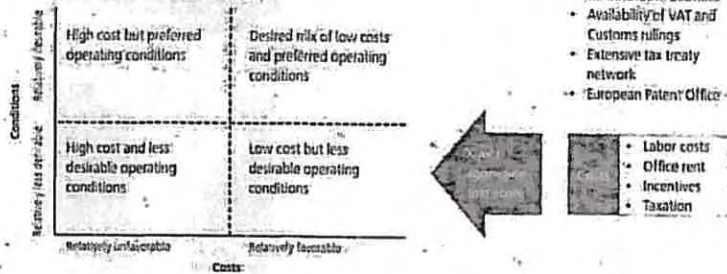 High cost but preferred
operating conditions
Desired mix of low costs
and preferred operating
conditions
High cost and less
desirable operating
conditions
Low cost but less
desirable operating
conditions
Conditions
Relatively favorable
Relatively less desirable
Relatively unfavorable
Relatively favorable
Costs
• Availability of VAT and
Customs rulings
• Extensive tax treaty
network
• European Patent Office
Costs
• Labor costs
• Office rent
• Incentives
• Taxation